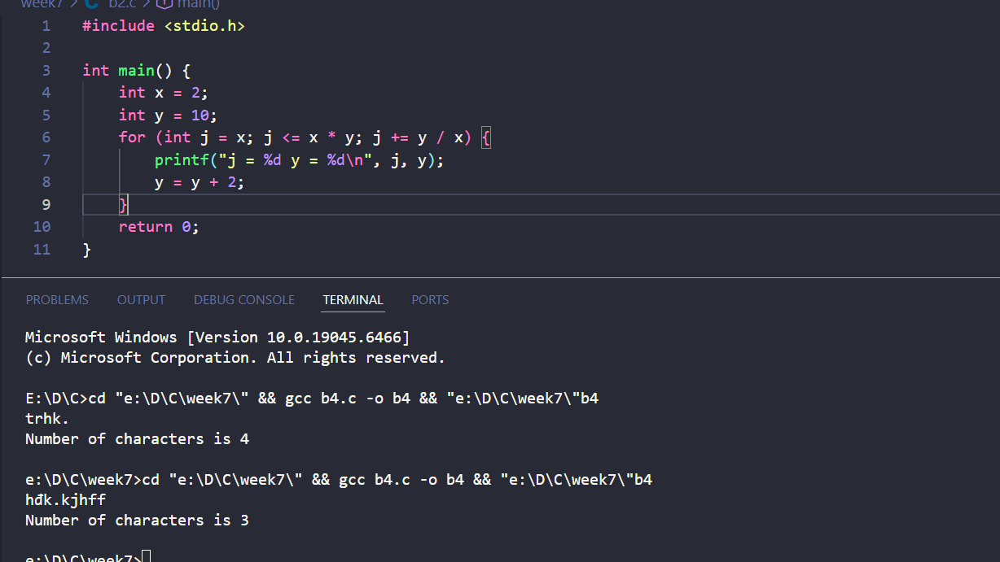 week7 > C b2.c > main()
1 #include <stdio.h>
2
3 int main() {
4 int x = 2;
5 int y = 10;
6 for (int j = x; j <= x * y; j += y / x) {
7 printf("j = %d y = %d\n", j, y);
8 y = y + 2;
9 }
10 return 0;
11 }
PROBLEMS OUTPUT DEBUG CONSOLE TERMINAL PORTS
Microsoft Windows [Version 10.0.19045.6466]
(c) Microsoft Corporation. All rights reserved.
E:\D\C>cd "e:\D\C\week7\" && gcc b4.c -o b4 && "e:\D\C\week7\"b4
trhk.
Number of characters is 4
e:\D\C\week7>cd "e:\D\C\week7\" && gcc b4.c -o b4 && "e:\D\C\week7\"b4
hđk.kjhff
Number of characters is 3
e:\D\C\week7>